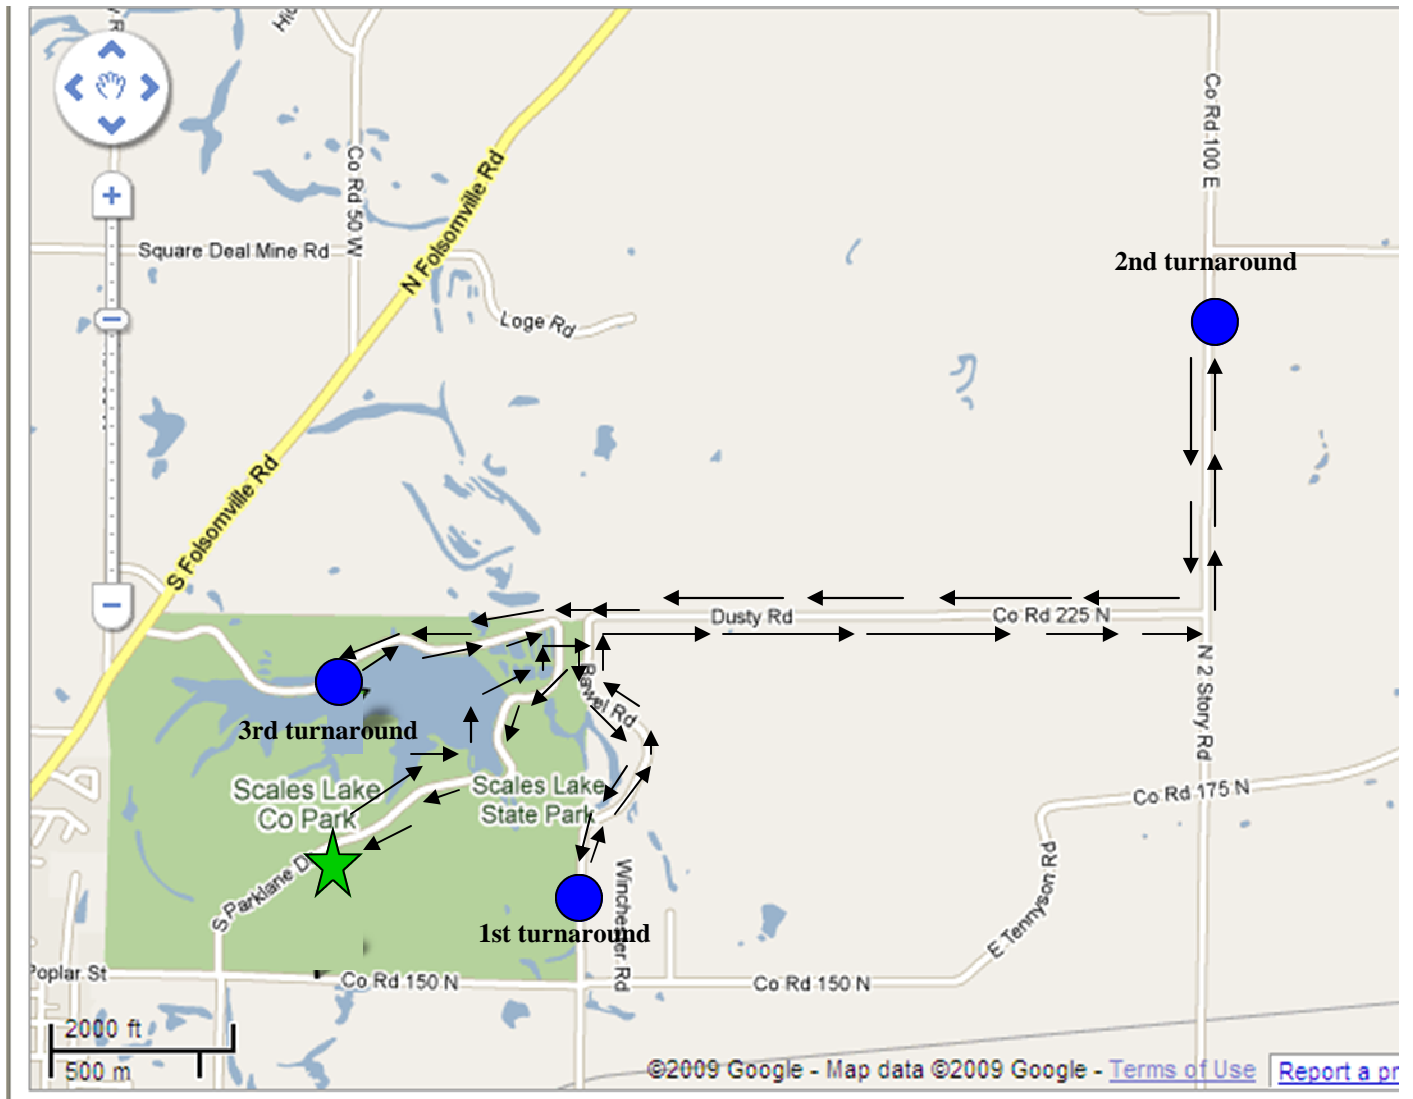 Co Rd 100 E
Co Rd 50 W
N Folsomville Rd
Square Deal Mine Rd
2nd turnaround
Loge Rd
S Folsomville Rd
Dusty Rd
Co Rd 225 N
N 2 Story Rd
3rd turnaround
Scales Lake
Co Park
Scales Lake
State Park
Co Rd 175 N
S Parklane D
E Tennyson Rd
Winchester Rd
1st turnaround
Poplar St
Co Rd 150 N
Co Rd 150 N
2000 ft
500 m
©2009 Google - Map data ©2009 Google - Terms of Use
Report a pr